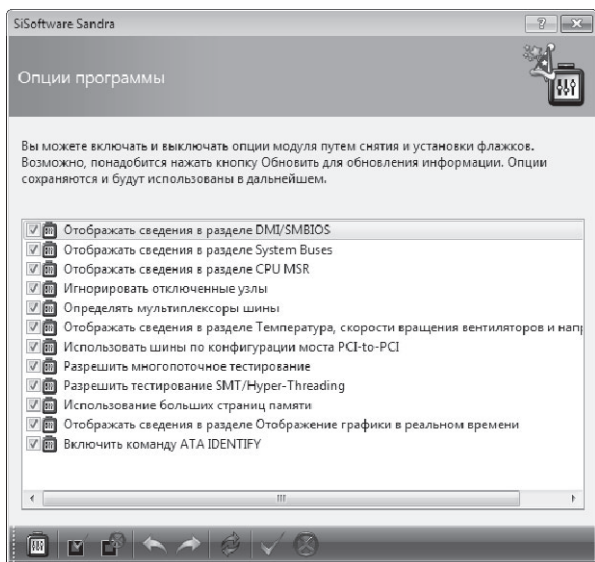 SiSoftware Sandra
Опции программы
Вы можете включать и выключать опции модуля путем снятия и установки флажков.
Возможно, понадобится нажать кнопку Обновить для обновления информации. Опции
сохраняются и будут использованы в дальнейшем.
Отображать сведения в разделе DMI/SMBIOS
Отображать сведения в разделе System Buses
Отображать сведения в разделе CPU MSR
Игнорировать отключенные узлы
Определять мультиплексоры шины
Отображать сведения в разделе Температура, скорости вращения вентиляторов и напр
Использовать шины по конфигурации моста PCI-to-PCI
Разрешить многопоточное тестирование
Разрешить тестирование SMT/Hyper-Threading
Использование больших страниц памяти
Отображать сведения в разделе Отображение графики в реальном времени
Включить команду ATA IDENTIFY